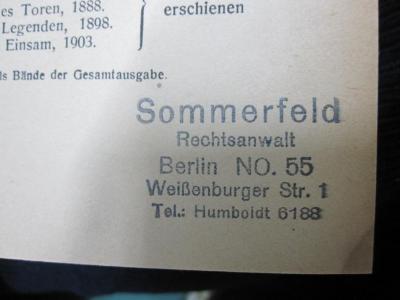 es Toren, 1888.
Legenden, 1898.
Einsam, 1903.
erschienen
ls Bände der Gesamtausgabe.
Sommerfeld
Rechtsanwalt
Berlin NO. 55
Weißenburger Str. 1
Tel.: Humboldt 6188